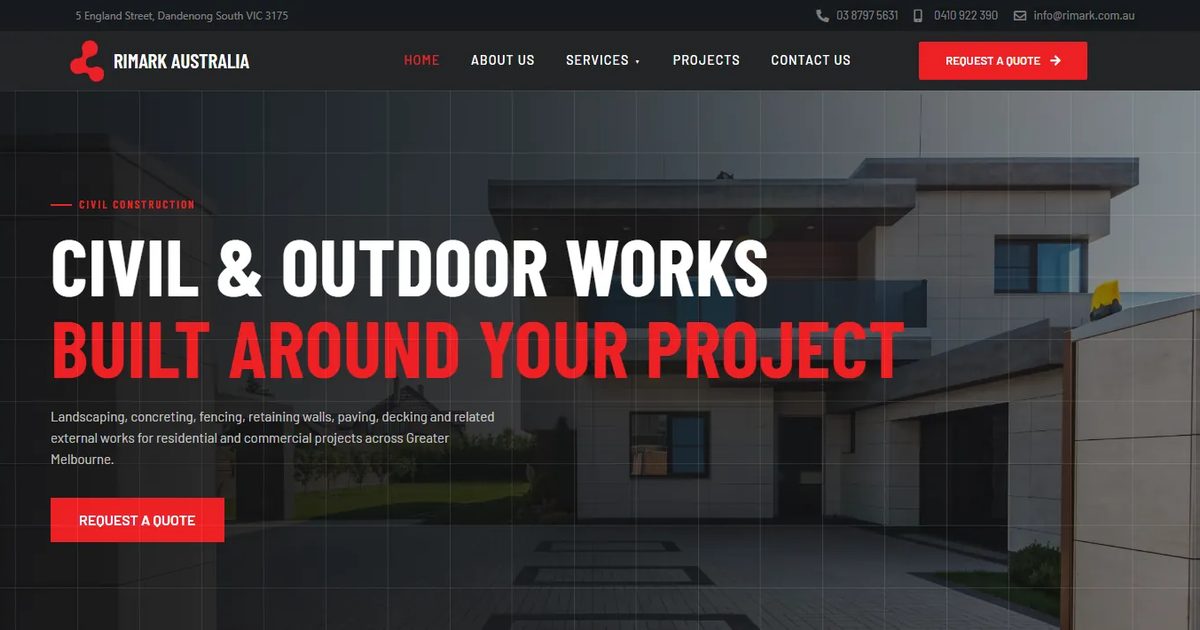 5 England Street, Dandenong South VIC 3175
03 8797 5631
0410 922 390
info@rimark.com.au
RIMARK AUSTRALIA
HOME
ABOUT US
SERVICES
PROJECTS
CONTACT US
REQUEST A QUOTE
CIVIL CONSTRUCTION
CIVIL & OUTDOOR WORKS
BUILT AROUND YOUR PROJECT
Landscaping, concreting, fencing, retaining walls, paving, decking and related
external works for residential and commercial projects across Greater
Melbourne.
REQUEST A QUOTE